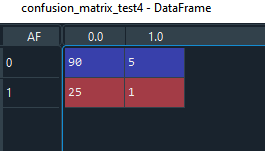 confusion_matrix_test4 - DataFrame
AF 0.0 1.0
0 90 5
1 25 1